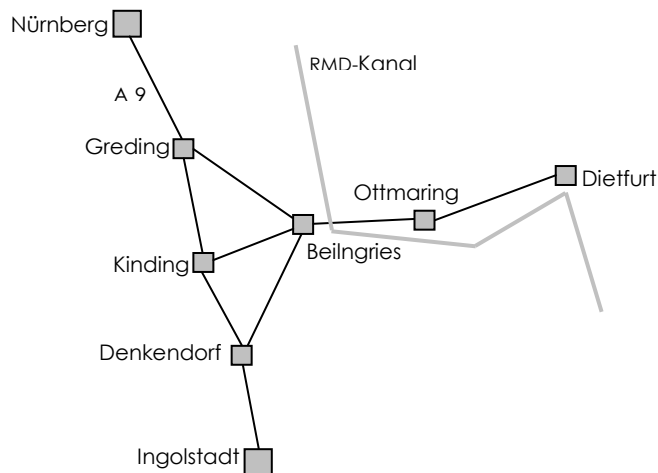 Nürnberg
RMD-Kanal
A 9
Greding
Dietfurt
Ottmaring
Beilngries
Kinding
Denkendorf
Ingolstadt